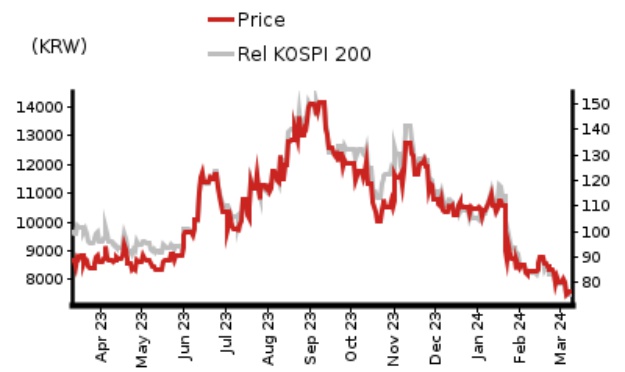 Price
(KRW)
Rel KOSPI 200
14000
13000
12000
11000
10000
9000
8000
150
140
130
120
110
100
90
80
Apr 23
May 23
Jun 23
Jul 23
Aug 23
Sep 23
Oct 23
Nov 23
Dec 23
Jan 24
Feb 24
Mar 24